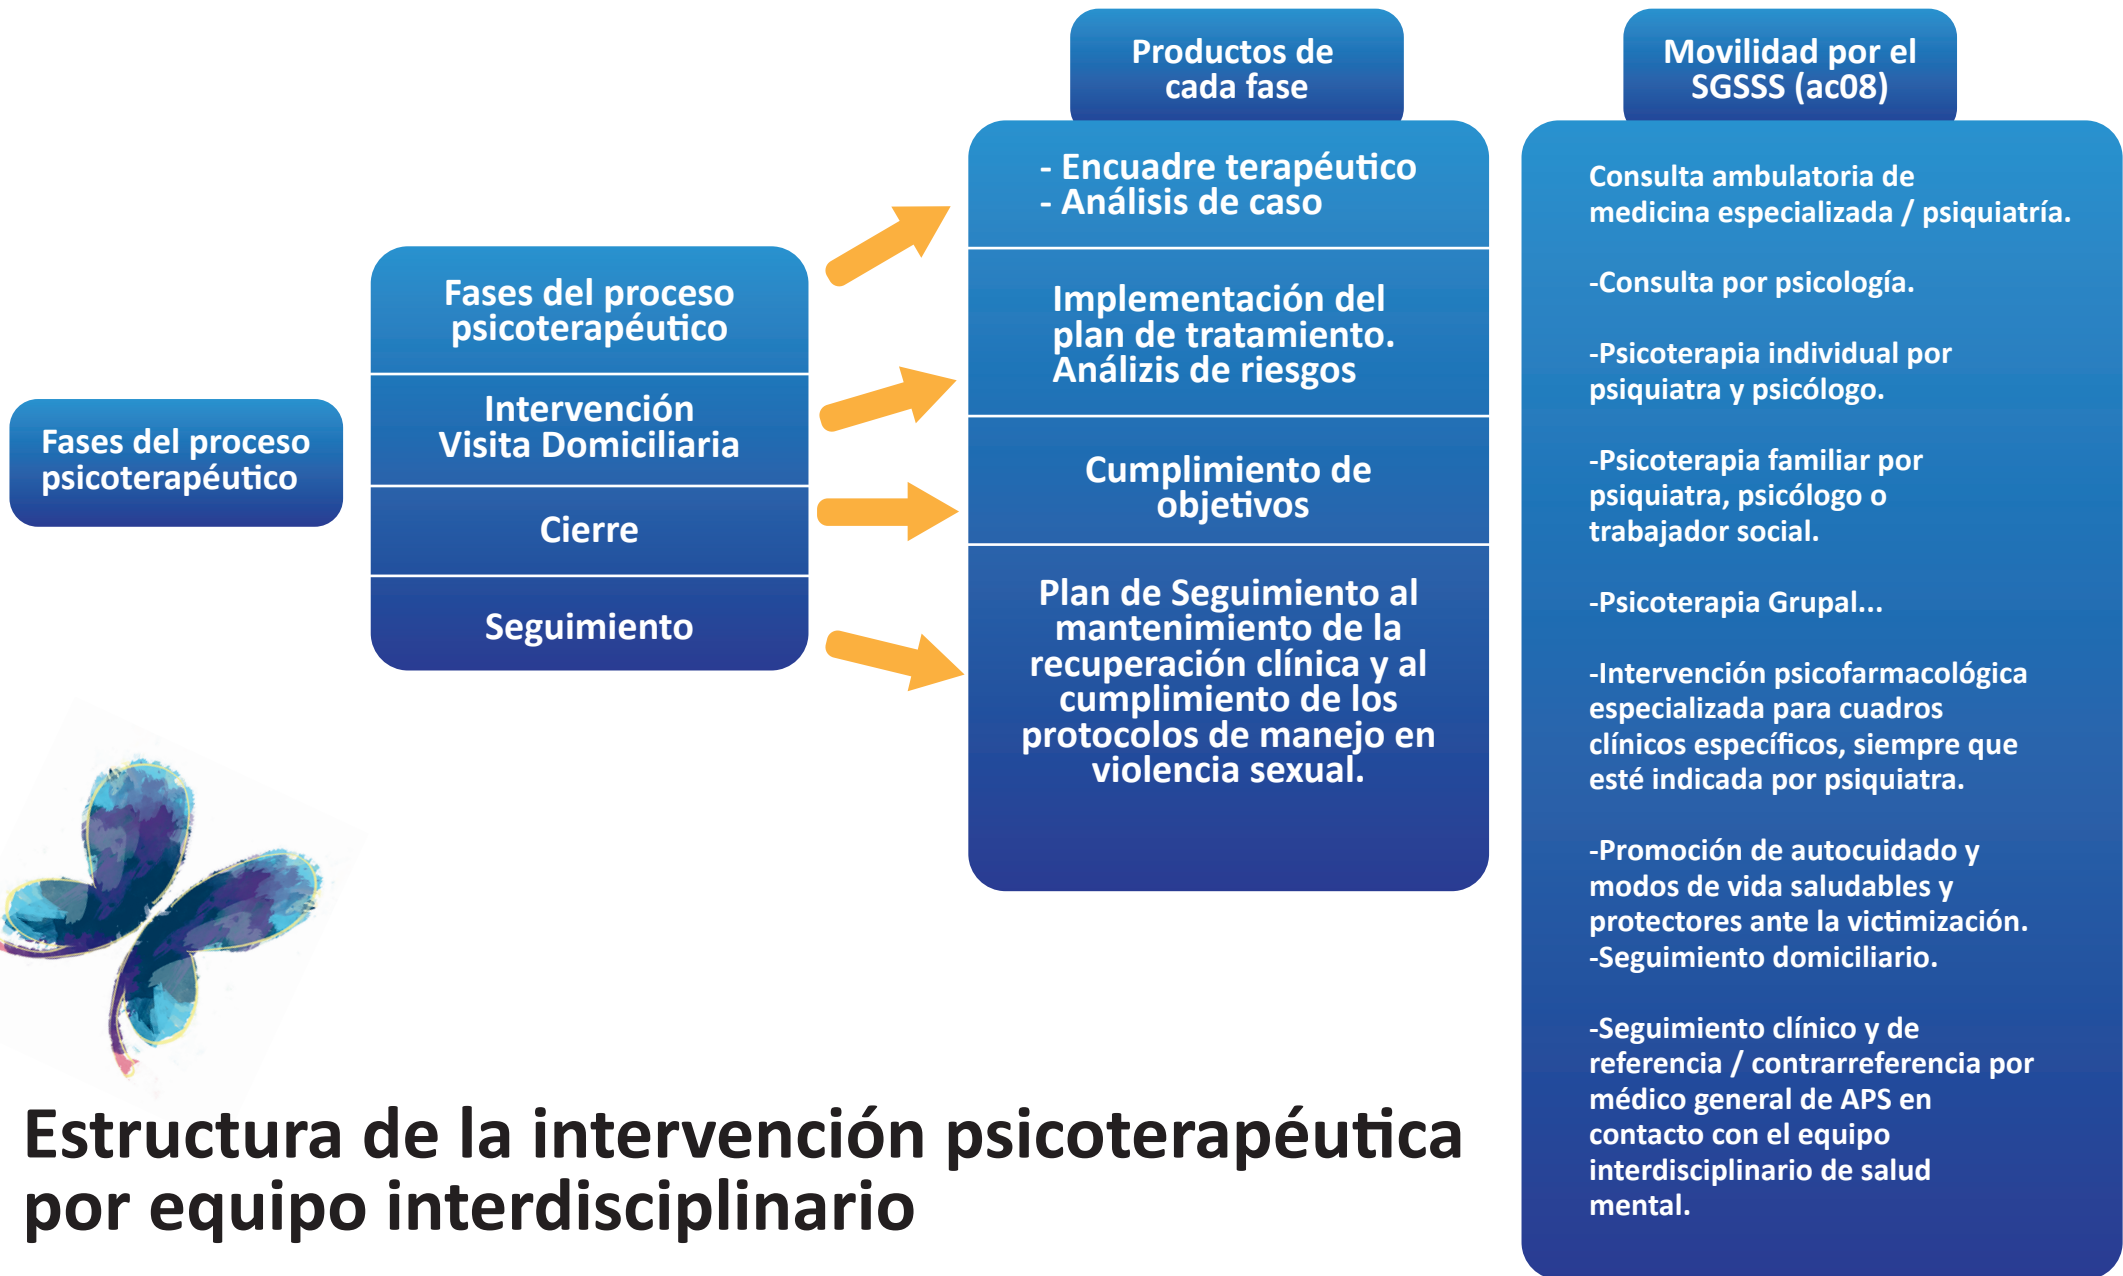 Fases del proceso
psicoterapéutico
Fases del proceso
psicoterapéutico
Intervención
Visita Domiciliaria
Cierre
Seguimiento
Productos de
cada fase
- Encuadre terapéutico
- Análisis de caso
Implementación del
plan de tratamiento.
Análizis de riesgos
Cumplimiento de
objetivos
Plan de Seguimiento al
mantenimiento de la
recuperación clínica y al
cumplimiento de los
protocolos de manejo en
violencia sexual.
Movilidad por el
SGSSS (ac08)
Consulta ambulatoria de
medicina especializada / psiquiatría.
-Consulta por psicología.
-Psicoterapia individual por
psiquiatra y psicólogo.
-Psicoterapia familiar por
psiquiatra, psicólogo o
trabajador social.
-Psicoterapia Grupal...
-Intervención psicofarmacológica
especializada para cuadros
clínicos específicos, siempre que
esté indicada por psiquiatra.
-Promoción de autocuidado y
modos de vida saludables y
protectores ante la victimización.
-Seguimiento domiciliario.
-Seguimiento clínico y de
referencia / contrarreferencia por
médico general de APS en
contacto con el equipo
interdisciplinario de salud
mental.
Estructura de la intervención psicoterapéutica
por equipo interdisciplinario